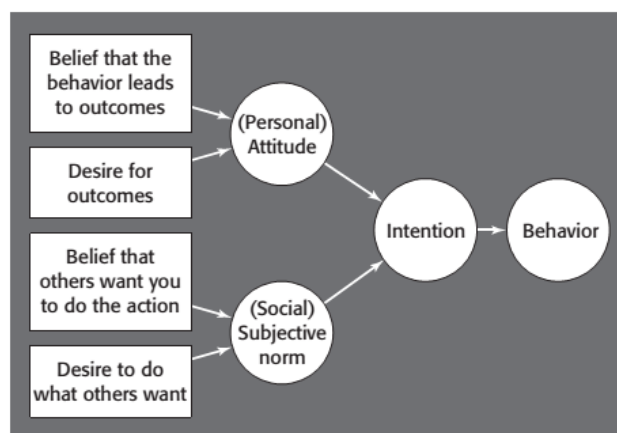 Belief that the
behavior leads
to outcomes
Desire for
outcomes
(Personal)
Attitude
Belief that
others want you
to do the action
Desire to do
what others want
(Social)
Subjective
norm
Intention
Behavior